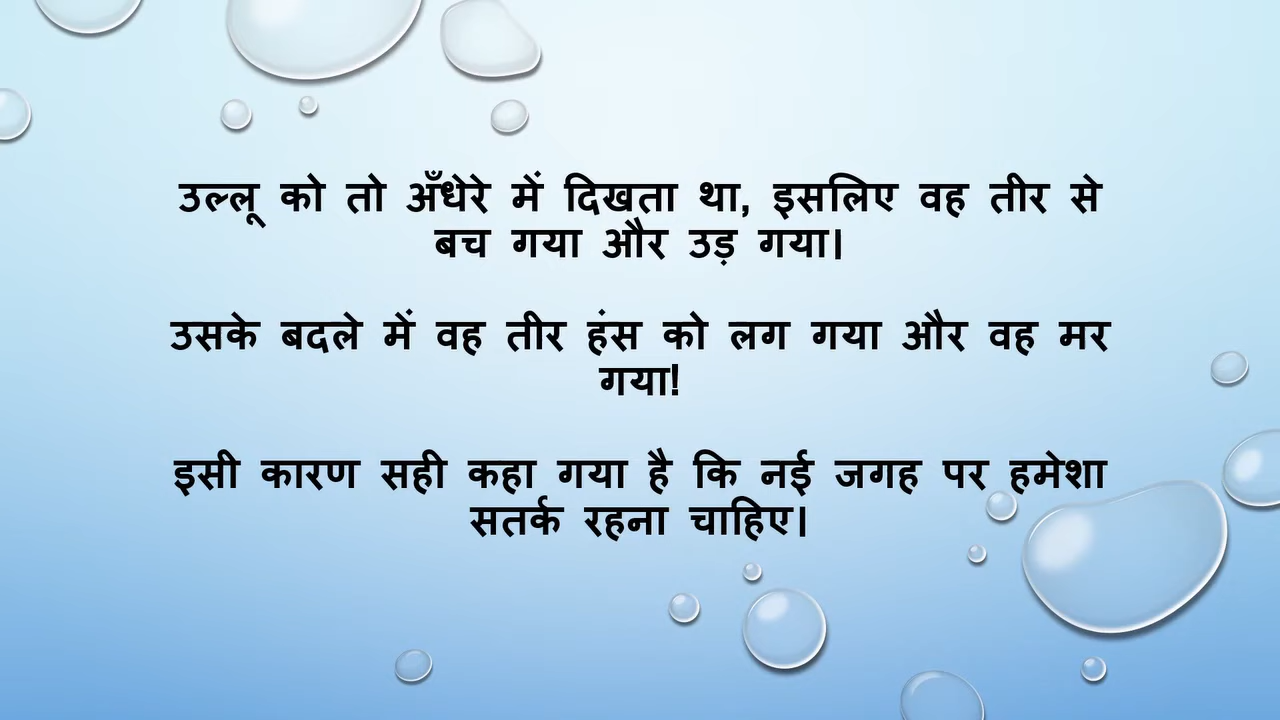 उल्लू को तो अँधेरे में दिखता था, इसलिए वह तीर से
बच गया और उड़ गया।
उसके बदले में वह तीर हंस को लग गया और वह मर
गया!
इसी कारण सही कहा गया है कि नई जगह पर हमेशा
सतर्क रहना चाहिए।